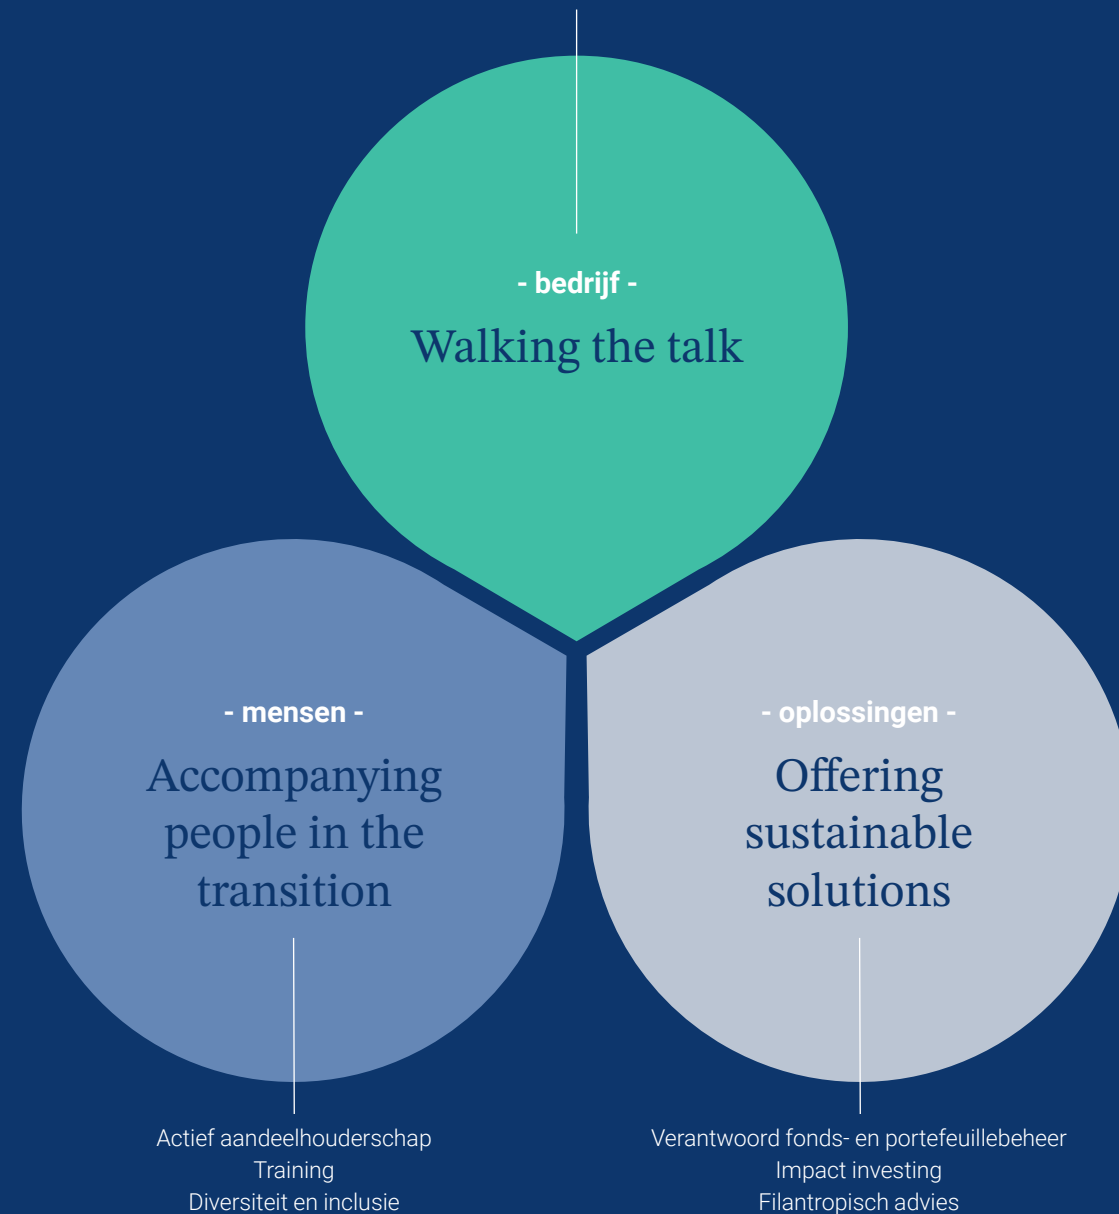 - bedrijf -
Walking the talk
- mensen -
Accompanying
people in the
transition
- oplossingen -
Offering
sustainable
solutions
Actief aandeelhouderschap
Training
Diversiteit en inclusie
Verantwoord fonds- en portefeuillebeheer
Impact investing
Filantropisch advies